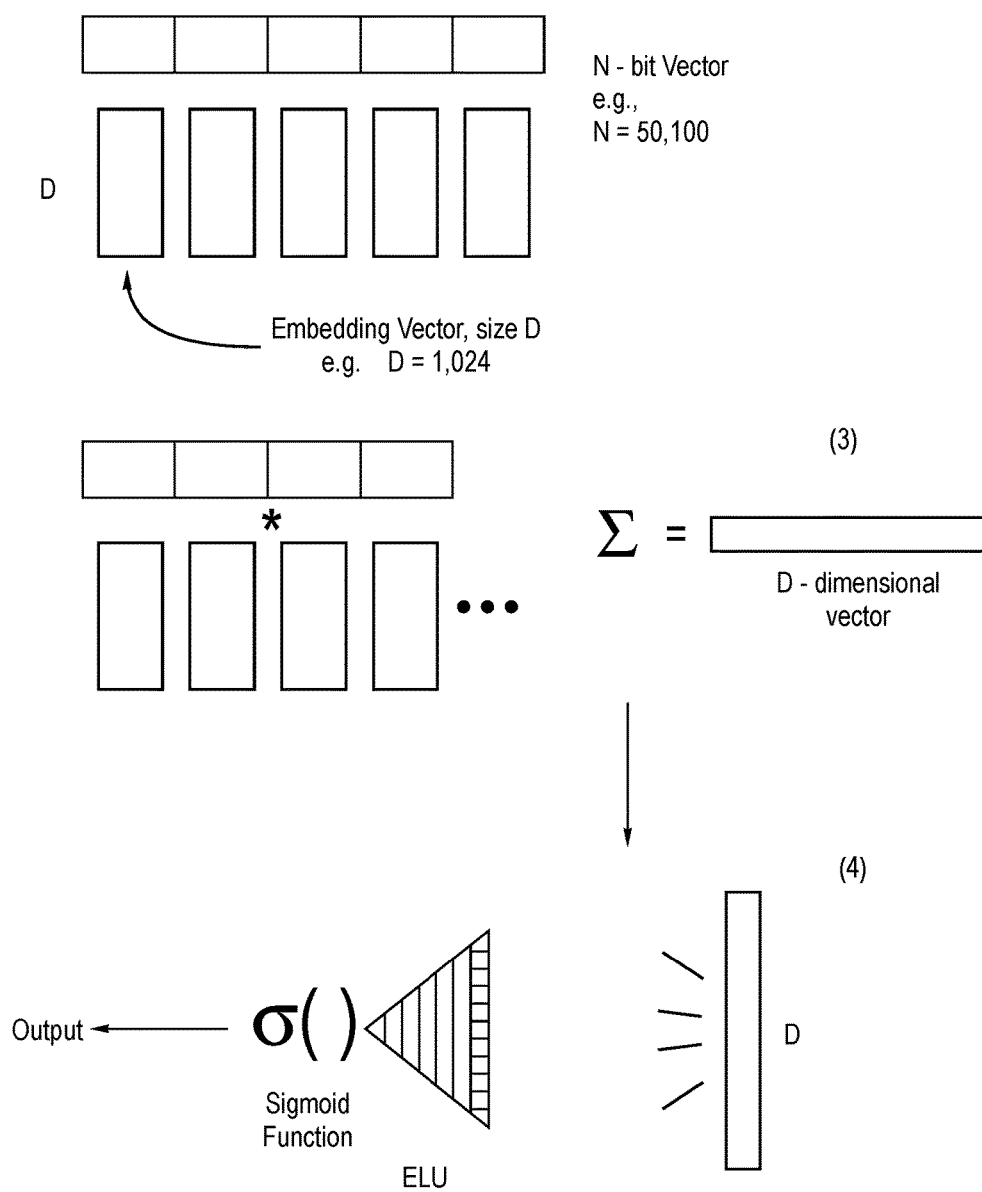 N - bit Vector
e.g.,
N = 50,100
D
Embedding Vector, size D
e.g. D = 1,024
(3)
*
Σ =
D - dimensional
vector
(4)
Output
σ( )
D
Sigmoid
Function
ELU